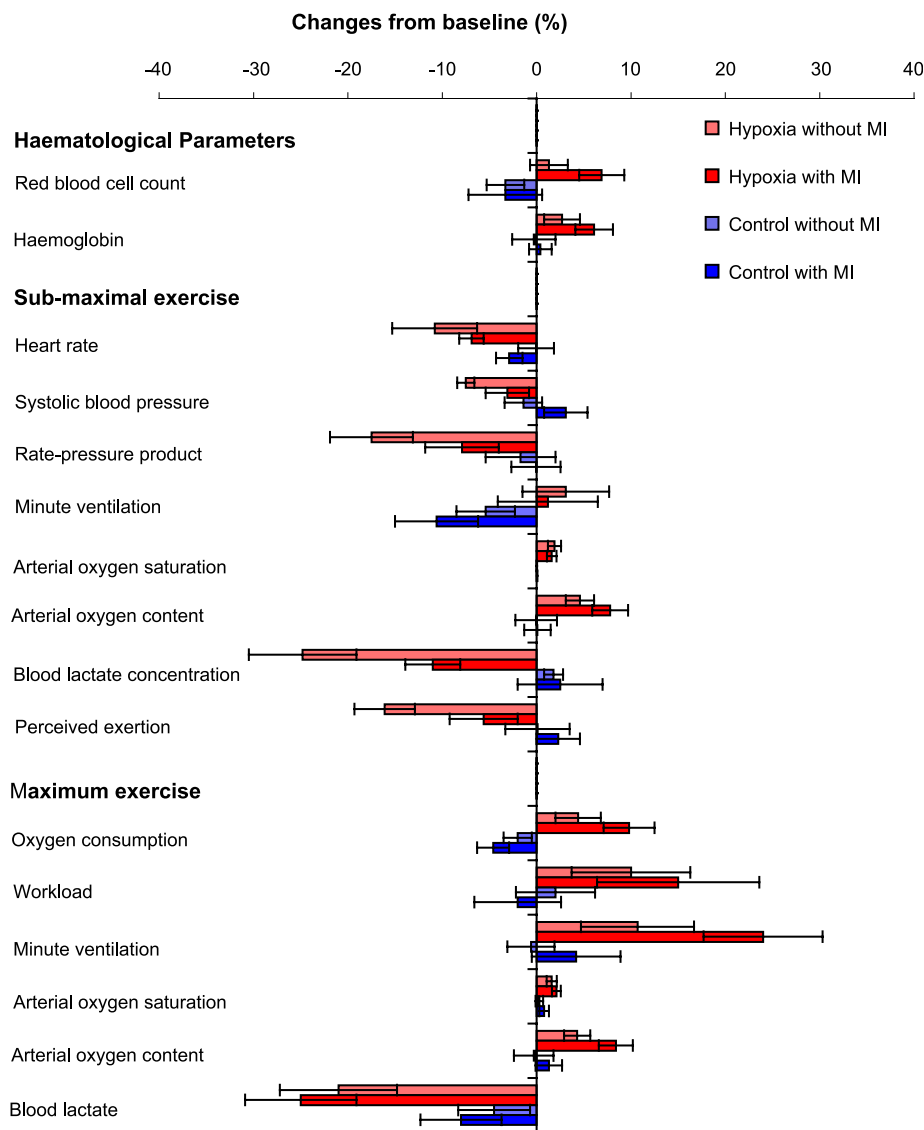 Changes from baseline (%)
-40 -30 -20 -10 0 10 20 30 40
Hypoxia without MI
Haematological Parameters
Hypoxia with MI
Red blood cell count
Control without MI
Haemoglobin
Control with MI
Sub-maximal exercise
Heart rate
Systolic blood pressure
Rate-pressure product
Minute ventilation
Arterial oxygen saturation
Arterial oxygen content
Blood lactate concentration
Perceived exertion
Maximum exercise
Oxygen consumption
Workload
Minute ventilation
Arterial oxygen saturation
Arterial oxygen content
Blood lactate